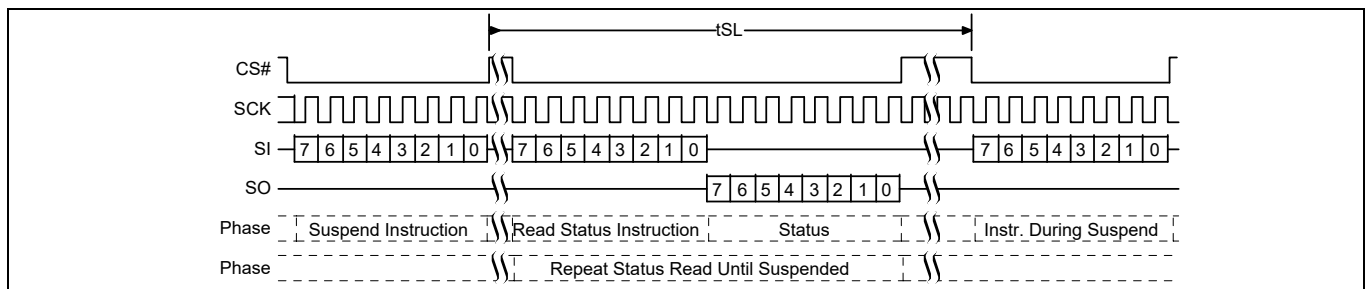 tSL
CS#
SCK
SI 7 6 5 4 3 2 1 0 7 6 5 4 3 2 1 0 7 6 5 4 3 2 1 0
SO 7 6 5 4 3 2 1 0
Phase Suspend Instruction Read Status Instruction Status Instr. During Suspend
Phase Repeat Status Read Until Suspended